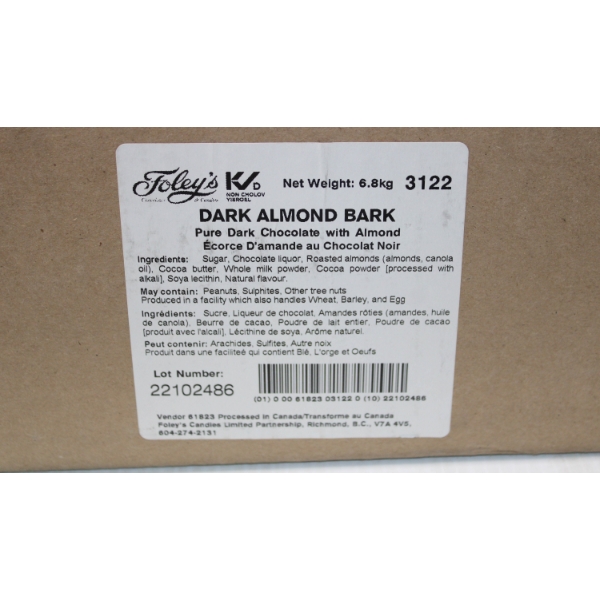 Foley's
KVD
NON CHOLOV
YISROEL
Net Weight: 6.8kg 3122
DARK ALMOND BARK
Pure Dark Chocolate with Almond
Écorce D'amande au Chocolat Noir
Ingredients: Sugar, Chocolate liquor, Roasted almonds (almonds, canola
oil), Cocoa butter, Whole milk powder, Cocoa powder [processed with
alkali], Soya lecithin, Natural flavour.
May contain: Peanuts, Sulphites, Other tree nuts
Produced in a facility which also handles Wheat, Barley, and Egg
Ingrédients: Sucre, Liqueur de chocolat, Amandes rôties (amandes, huile
de canola), Beurre de cacao, Poudre de lait entier, Poudre de cacao
[produit avec l'alcali], Lécithine de soya, Arôme naturel.
Peut contenir: Arachides, Sulfites, Autre noix
Produit dans une faciliteé qui contient Blé, L'orge et Oeufs
Lot Number:
22102486
(01) 0 00 61823 03122 0 (10) 22102486
Vendor 61823 Processed in Canada/Transforme au Canada
Foley's Candies Limited Partnership, Richmond, B.C., V7A 4V5,
604-274-2131